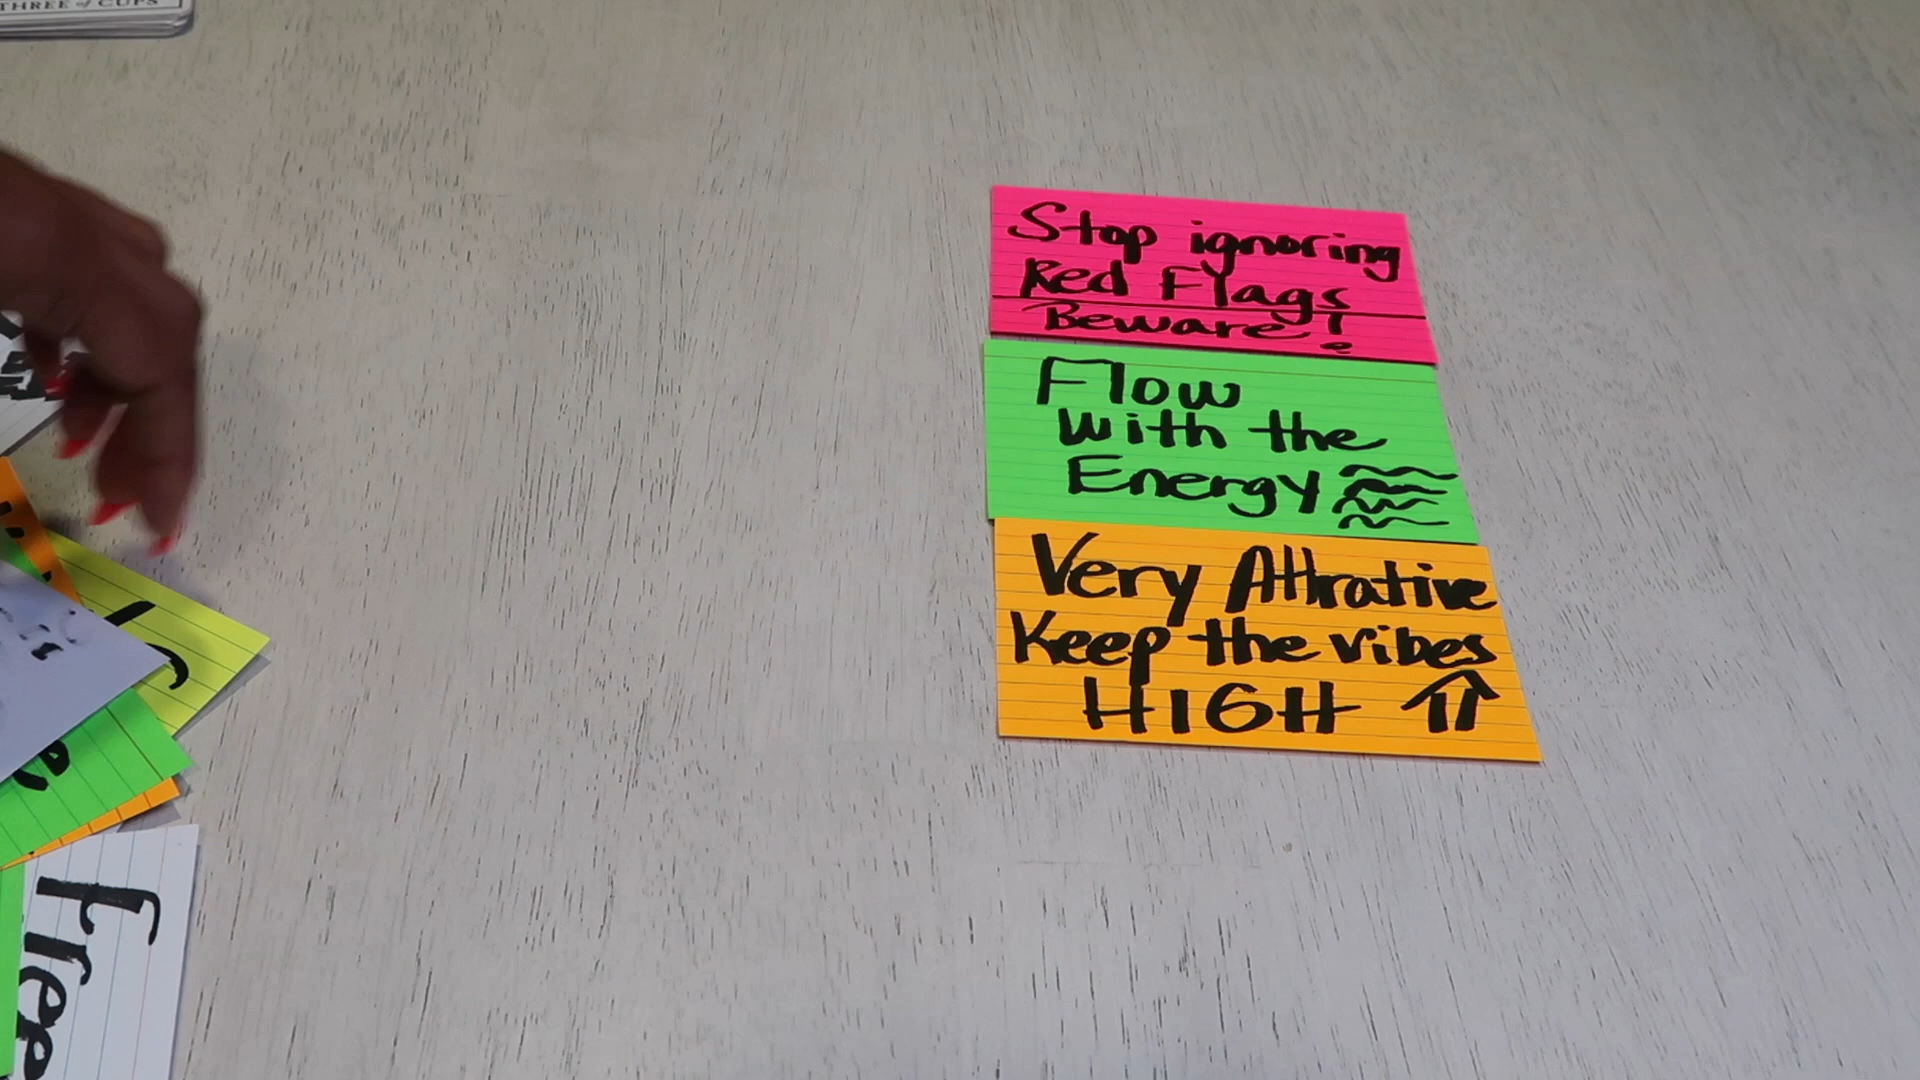 THREE of CUPS
Stop ignoring
Red Flags
Beware!
Flow
With the
Energy
Very Attrative
Keep the vibes
HIGH
Free